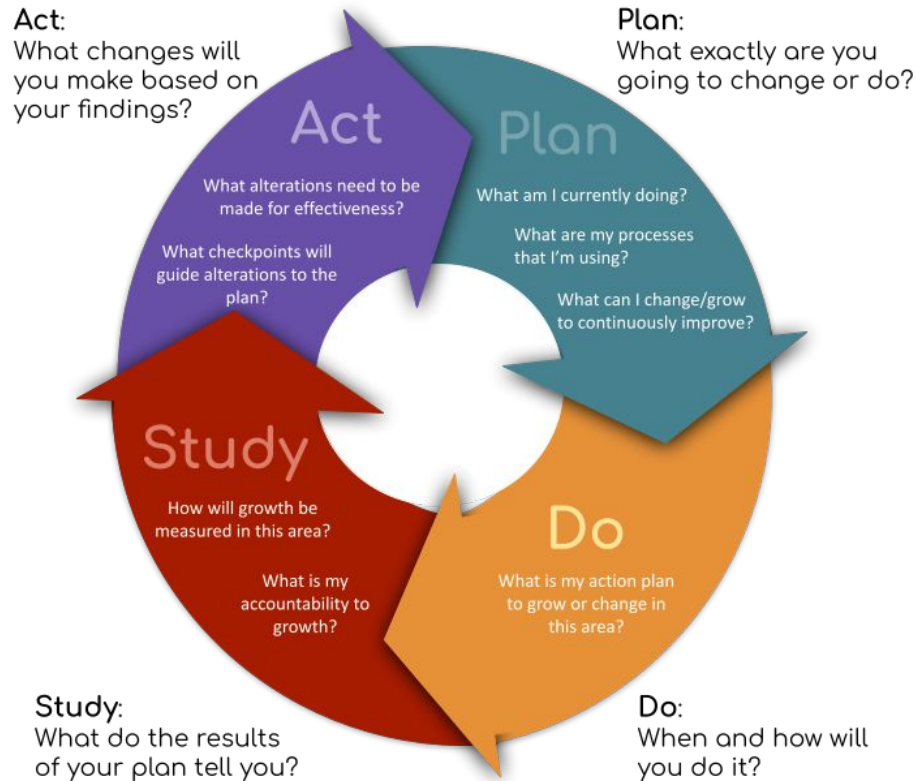 Act:
What changes will
you make based on
your findings?
Plan:
What exactly are you
going to change or do?
Act
What alterations need to be
made for effectiveness?
What checkpoints will
guide alterations to the
plan?
Plan
What am I currently doing?
What are my processes
that I'm using?
What can I change/grow
to continuously improve?
Study
How will growth be
measured in this area?
What is my
accountability to
growth?
Do
What is my action plan
to grow or change in
this area?
Study:
What do the results
of your plan tell you?
Do:
When and how will
you do it?